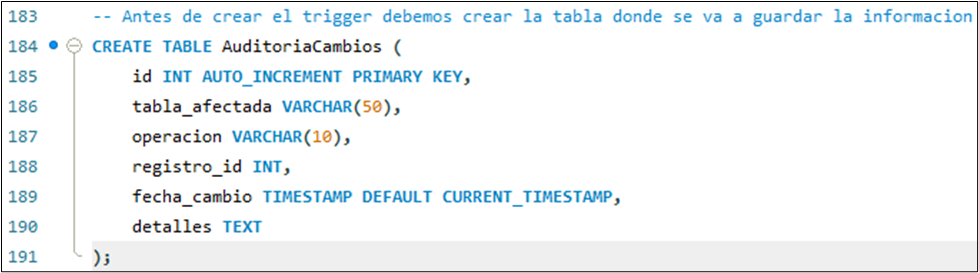 183 -- Antes de crear el trigger debemos crear la tabla donde se va a guardar la informacion
184 CREATE TABLE AuditoriaCambios (
185 id INT AUTO_INCREMENT PRIMARY KEY,
186 tabla_afectada VARCHAR(50),
187 operacion VARCHAR(10),
188 registro_id INT,
189 fecha_cambio TIMESTAMP DEFAULT CURRENT_TIMESTAMP,
190 detalles TEXT
191 );